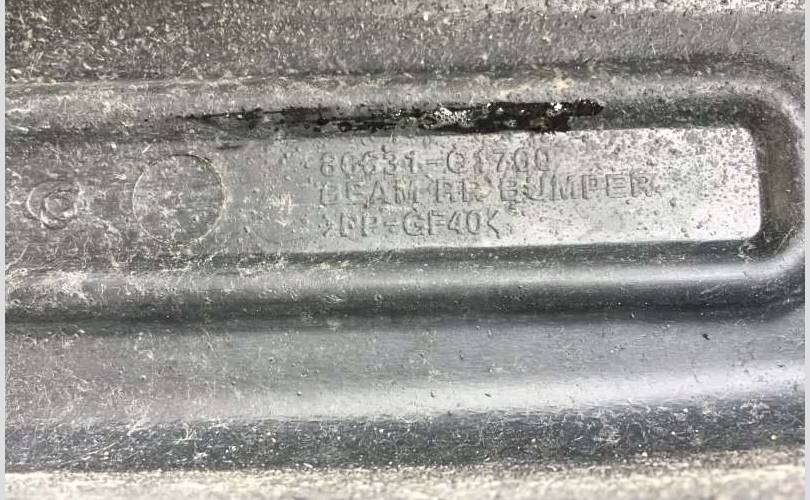 86631-C1700
BEAM-RR BUMPER
>PP-GF40<